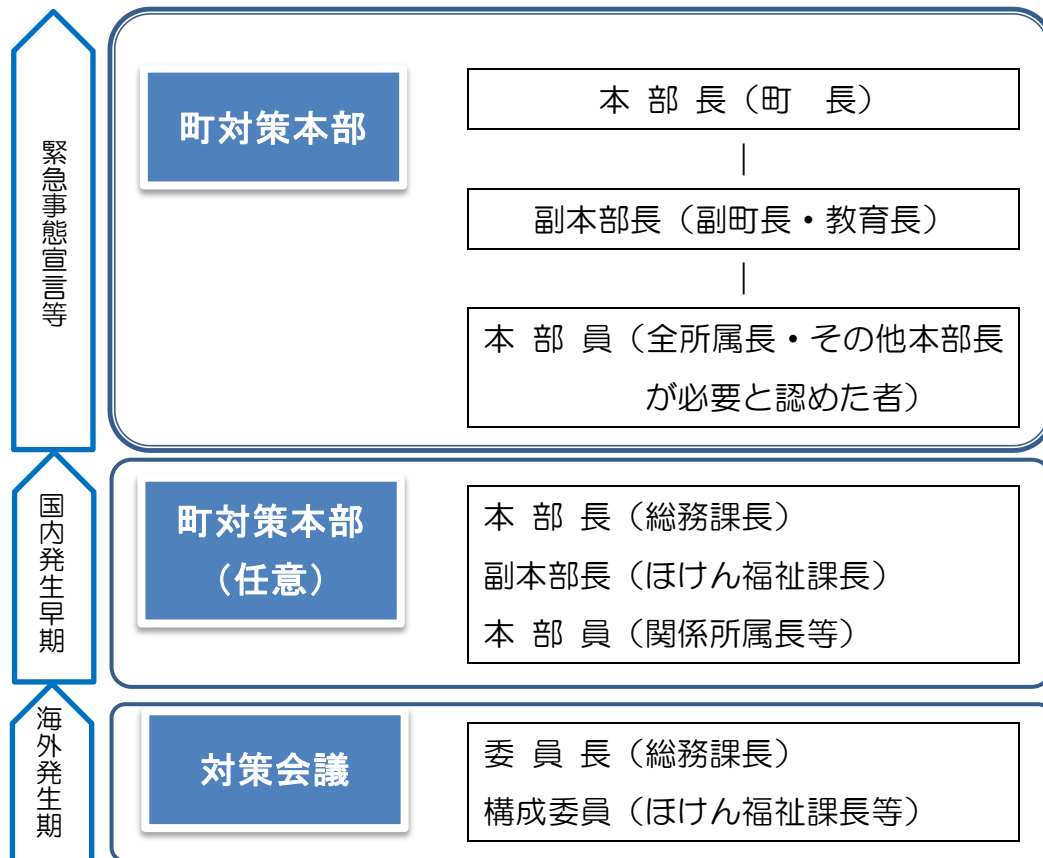 緊急事態宣言等
町対策本部
本 部 長（町　長）
｜
副本部長（副町長・教育長）
｜
本 部 員（全所属長・その他本部長
が必要と認めた者）
国内発生早期
町対策本部
（任意）
本 部 長（総務課長）
副本部長（ほけん福祉課長）
本 部 員（関係所属長等）
海外発生期
対策会議
委 員 長（総務課長）
構成委員（ほけん福祉課長等）